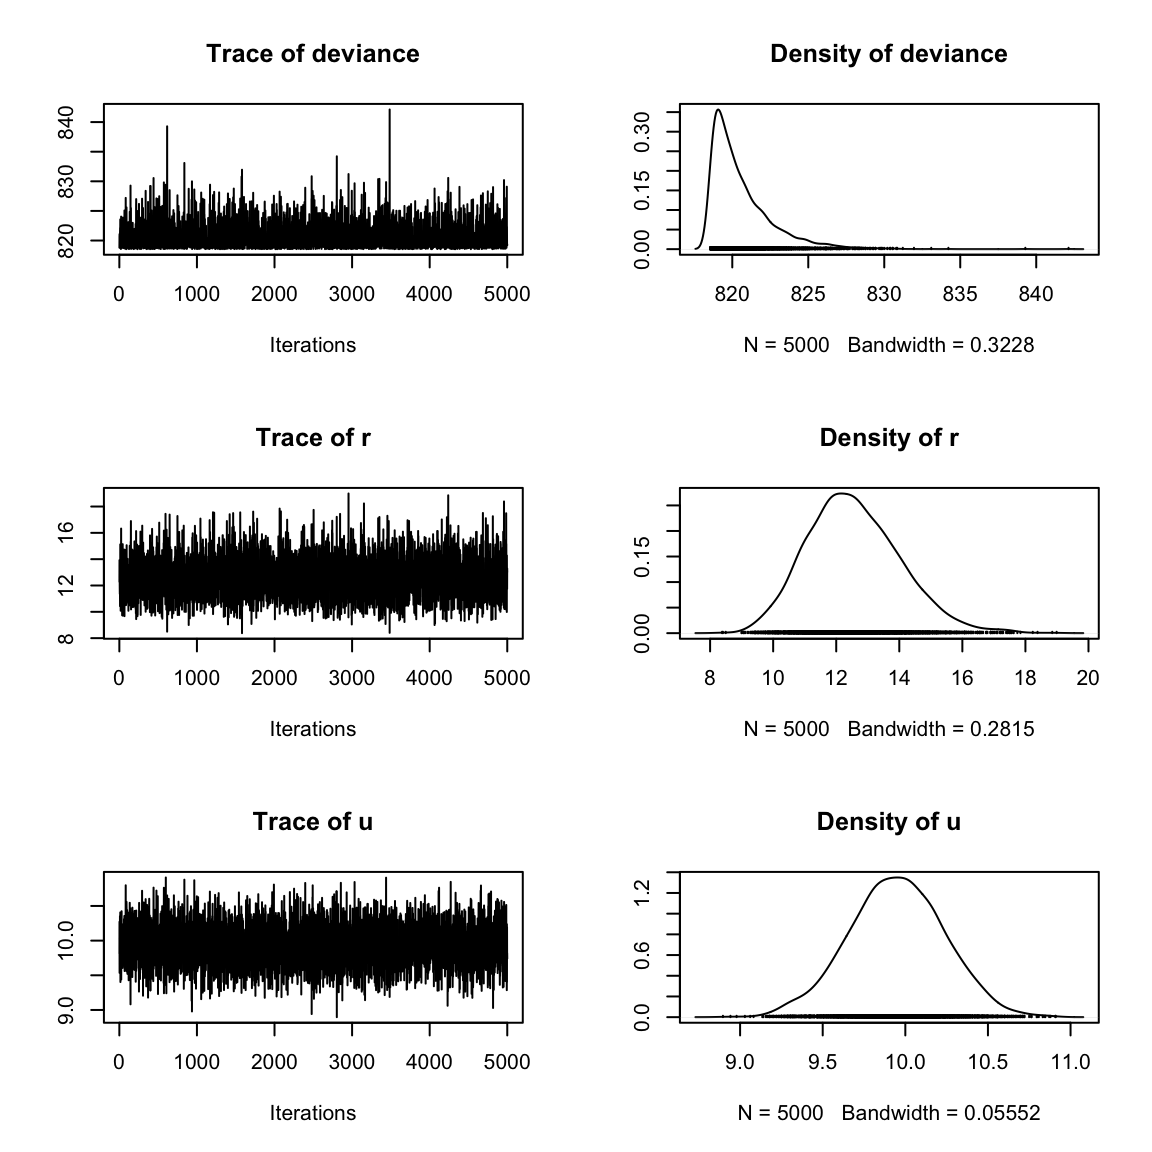 Trace of deviance
840
830
820
0 1000 2000 3000 4000 5000
Iterations
Density of deviance
0.30
0.15
0.00
820 825 830 835 840
N = 5000 Bandwidth = 0.3228
Trace of r
16
12
8
0 1000 2000 3000 4000 5000
Iterations
Density of r
0.15
0.00
8 10 12 14 16 18 20
N = 5000 Bandwidth = 0.2815
Trace of u
10.0
9.0
0 1000 2000 3000 4000 5000
Iterations
Density of u
1.2
0.6
0.0
9.0 9.5 10.0 10.5 11.0
N = 5000 Bandwidth = 0.05552